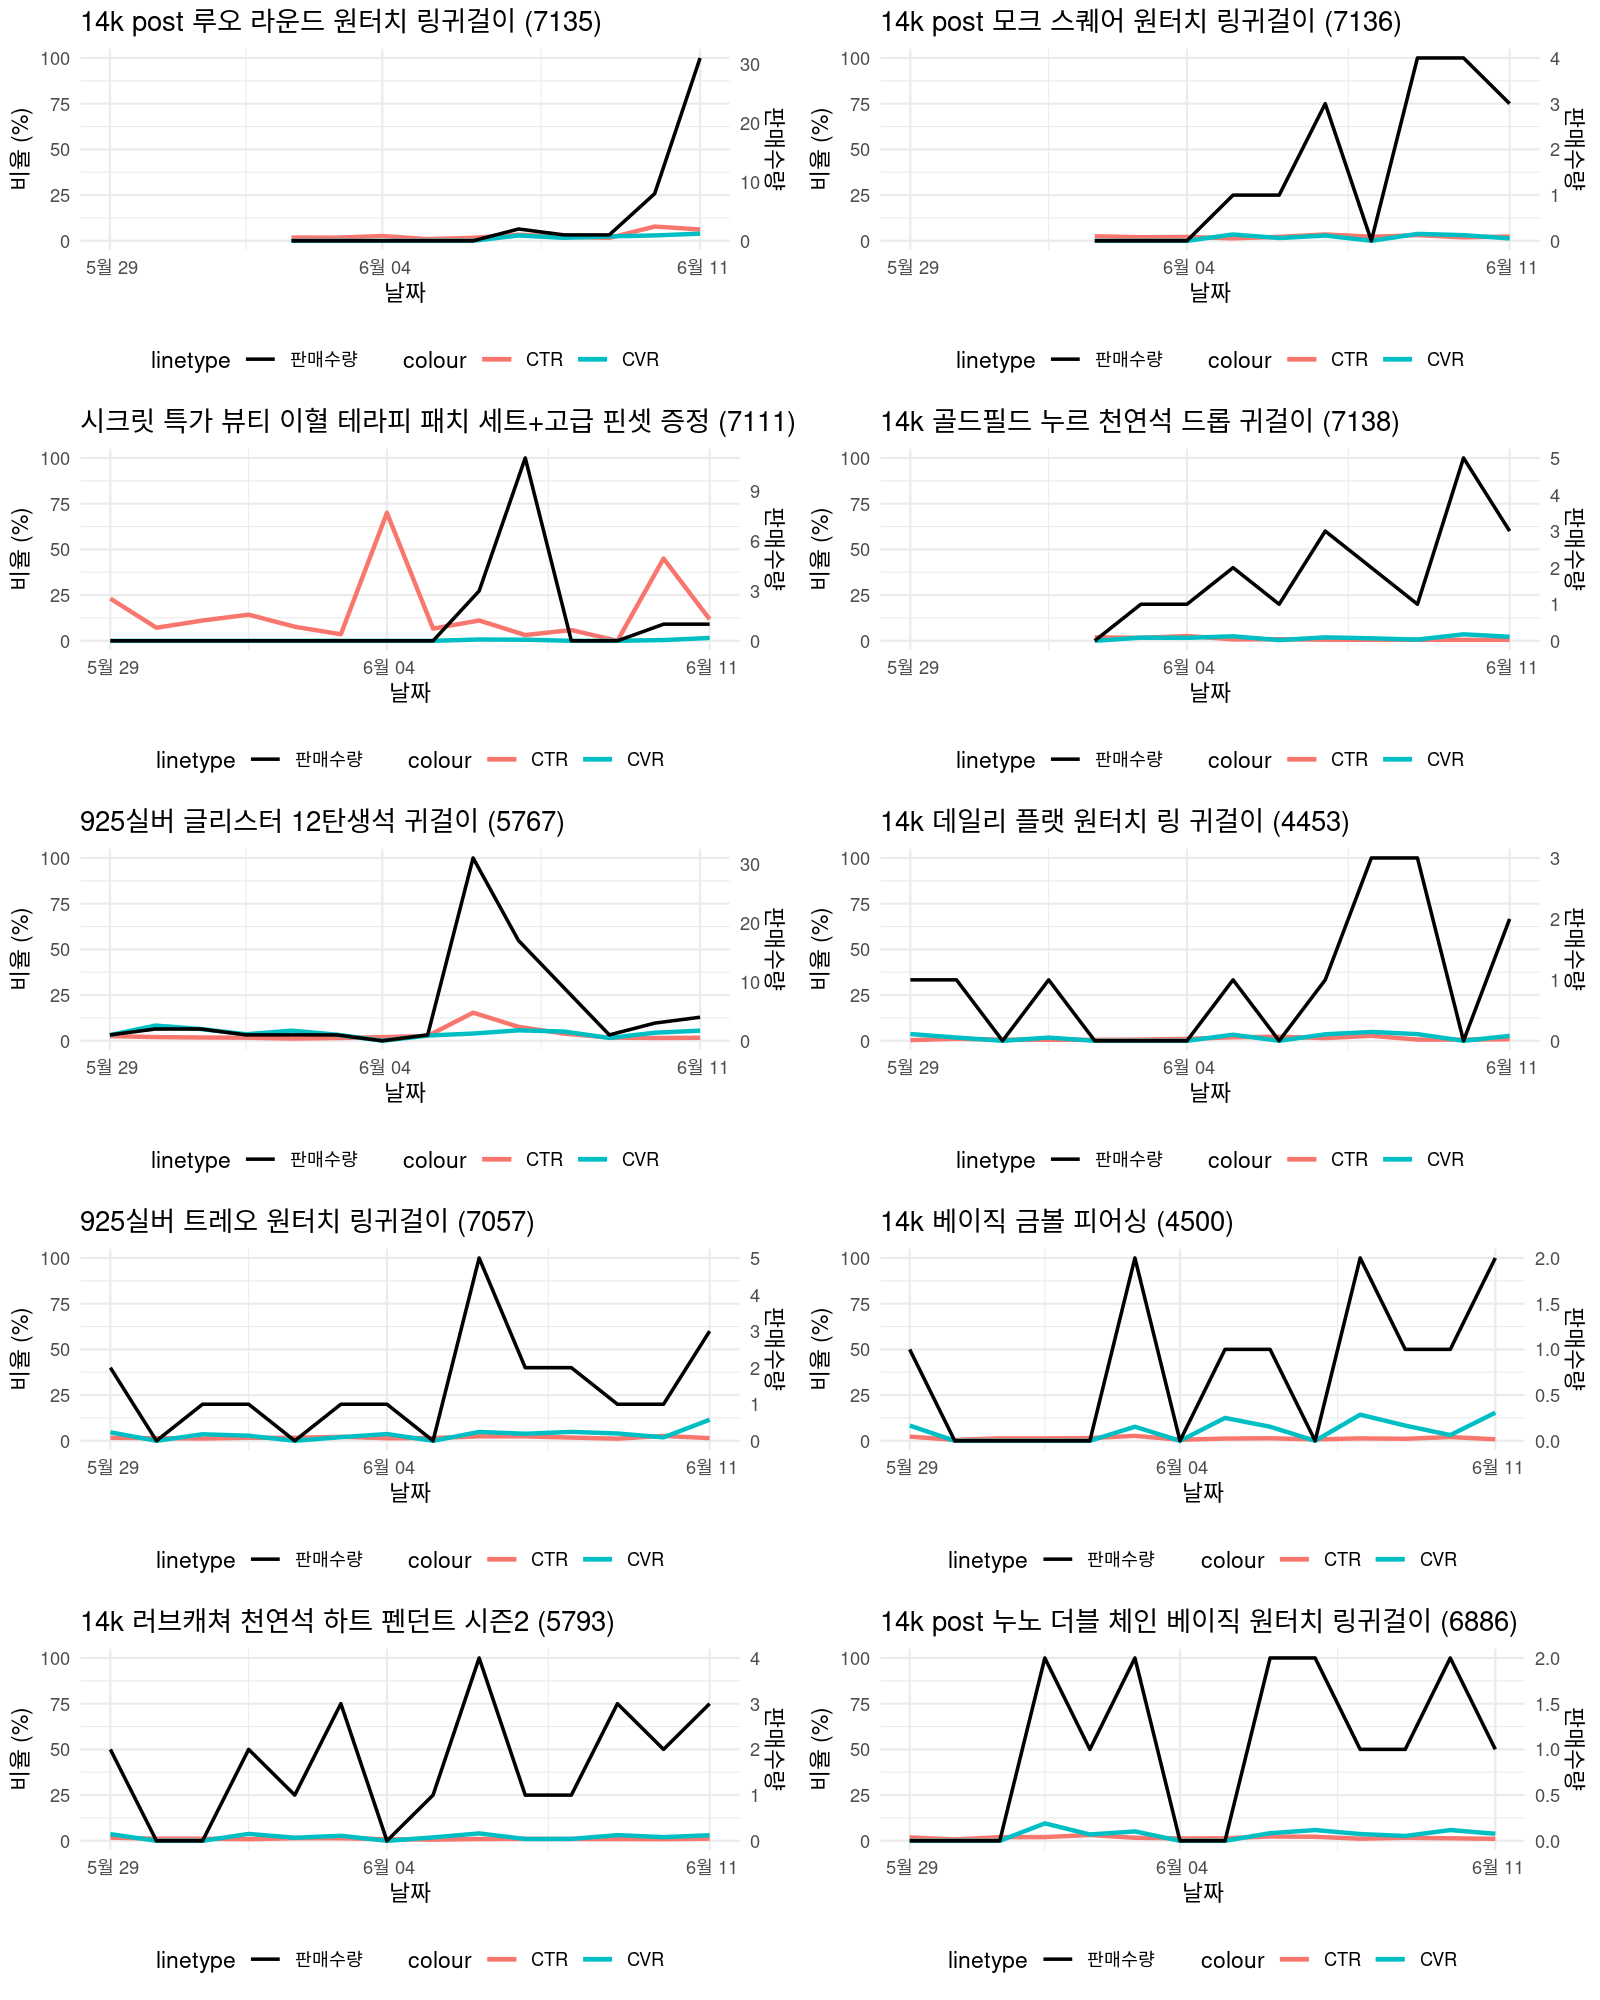 14k post 루오 라운드 원터치 링귀걸이 (7135)
비율 (%)
100
75
50
25
0
30
20
10
0
판매수량
5월 29
6월 04
6월 11
날짜
linetype 판매수량 colour CTR CVR
14k post 모크 스퀘어 원터치 링귀걸이 (7136)
비율 (%)
100
75
50
25
0
4
3
2
1
0
판매수량
5월 29
6월 04
6월 11
날짜
linetype 판매수량 colour CTR CVR
시크릿 특가 뷰티 이혈 테라피 패치 세트+고급 핀셋 증정 (7111)
비율 (%)
100
75
50
25
0
9
6
3
0
판매수량
5월 29
6월 04
6월 11
날짜
linetype 판매수량 colour CTR CVR
14k 골드필드 누르 천연석 드롭 귀걸이 (7138)
비율 (%)
100
75
50
25
0
5
4
3
2
1
0
판매수량
5월 29
6월 04
6월 11
날짜
linetype 판매수량 colour CTR CVR
925실버 글리스터 12탄생석 귀걸이 (5767)
비율 (%)
100
75
50
25
0
30
20
10
0
판매수량
5월 29
6월 04
6월 11
날짜
linetype 판매수량 colour CTR CVR
14k 데일리 플랫 원터치 링 귀걸이 (4453)
비율 (%)
100
75
50
25
0
3
2
1
0
판매수량
5월 29
6월 04
6월 11
날짜
linetype 판매수량 colour CTR CVR
925실버 트레오 원터치 링귀걸이 (7057)
비율 (%)
100
75
50
25
0
5
4
3
2
1
0
판매수량
5월 29
6월 04
6월 11
날짜
linetype 판매수량 colour CTR CVR
14k 베이직 금볼 피어싱 (4500)
비율 (%)
100
75
50
25
0
2.0
1.5
1.0
0.5
0.0
판매수량
5월 29
6월 04
6월 11
날짜
linetype 판매수량 colour CTR CVR
14k 러브캐쳐 천연석 하트 펜던트 시즌2 (5793)
비율 (%)
100
75
50
25
0
4
3
2
1
0
판매수량
5월 29
6월 04
6월 11
날짜
linetype 판매수량 colour CTR CVR
14k post 누노 더블 체인 베이직 원터치 링귀걸이 (6886)
비율 (%)
100
75
50
25
0
2.0
1.5
1.0
0.5
0.0
판매수량
5월 29
6월 04
6월 11
날짜
linetype 판매수량 colour CTR CVR